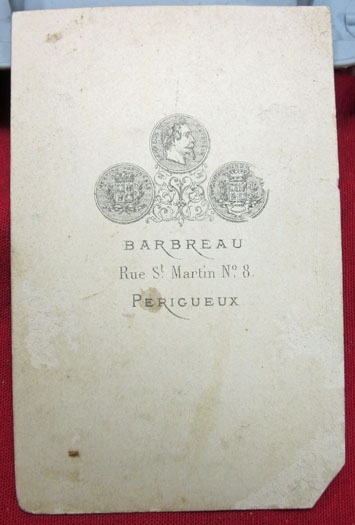 BARBREAU
Rue St Martin No. 8.
PERIGUEUX